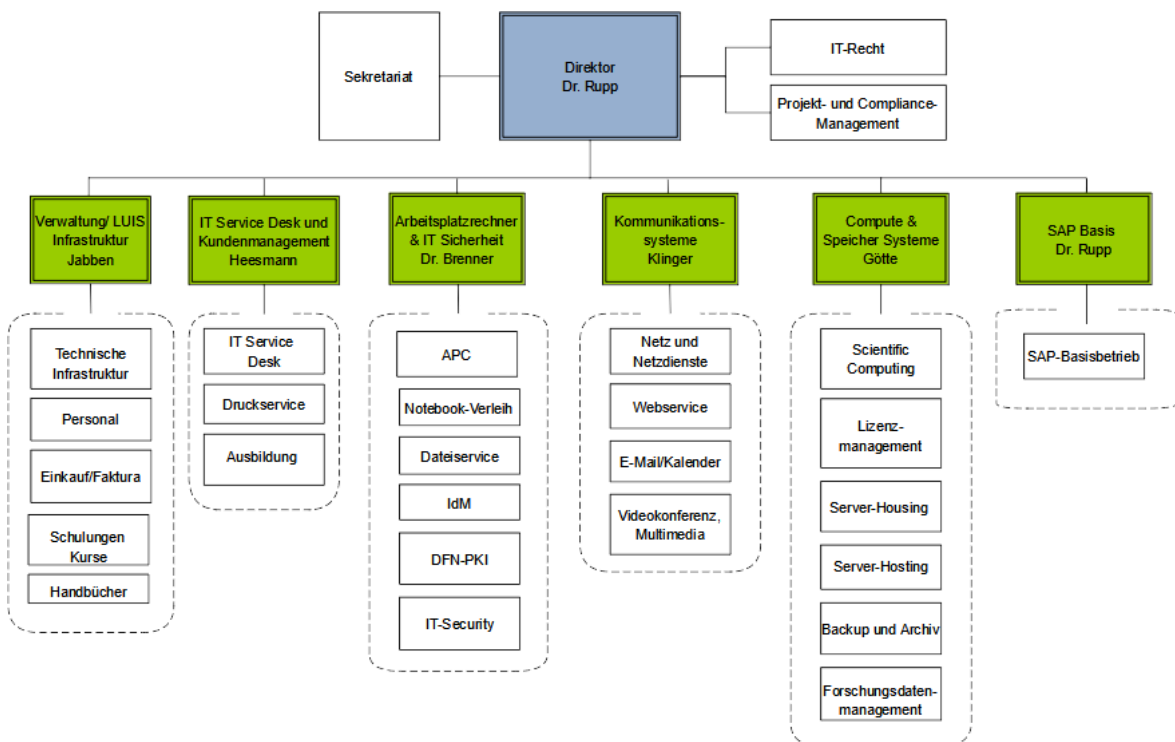 Sekretariat
Direktor
Dr. Rupp
IT-Recht
Projekt- und Compliance-
Management
Verwaltung/ LUIS
Infrastruktur
Jabben
IT Service Desk und
Kundenmanagement
Heesmann
Arbeitsplatzrechner
& IT Sicherheit
Dr. Brenner
Kommunikations-
systeme
Klinger
Compute &
Speicher Systeme
Götte
SAP Basis
Dr. Rupp
Technische
Infrastruktur
Personal
Einkauf/Faktura
Schulungen
Kurse
Handbücher
IT Service
Desk
Druckservice
Ausbildung
APC
Notebook-Verleih
Dateiservice
IdM
DFN-PKI
IT-Security
Netz und
Netzdienste
Webservice
E-Mail/Kalender
Videokonferenz,
Multimedia
Scientific
Computing
Lizenz-
management
Server-Housing
Server-Hosting
Backup und Archiv
Forschungsdaten-
management
SAP-Basisbetrieb